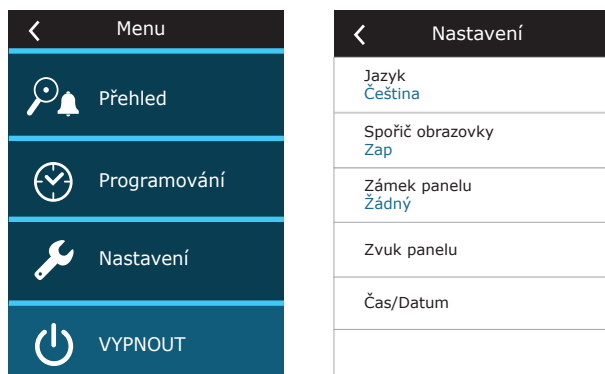 Menu
Přehled
Programování
Nastavení
VYPNOUT
Nastavení
Jazyk
Čeština
Spořič obrazovky
Zap
Zámek panelu
Žádný
Zvuk panelu
Čas/Datum